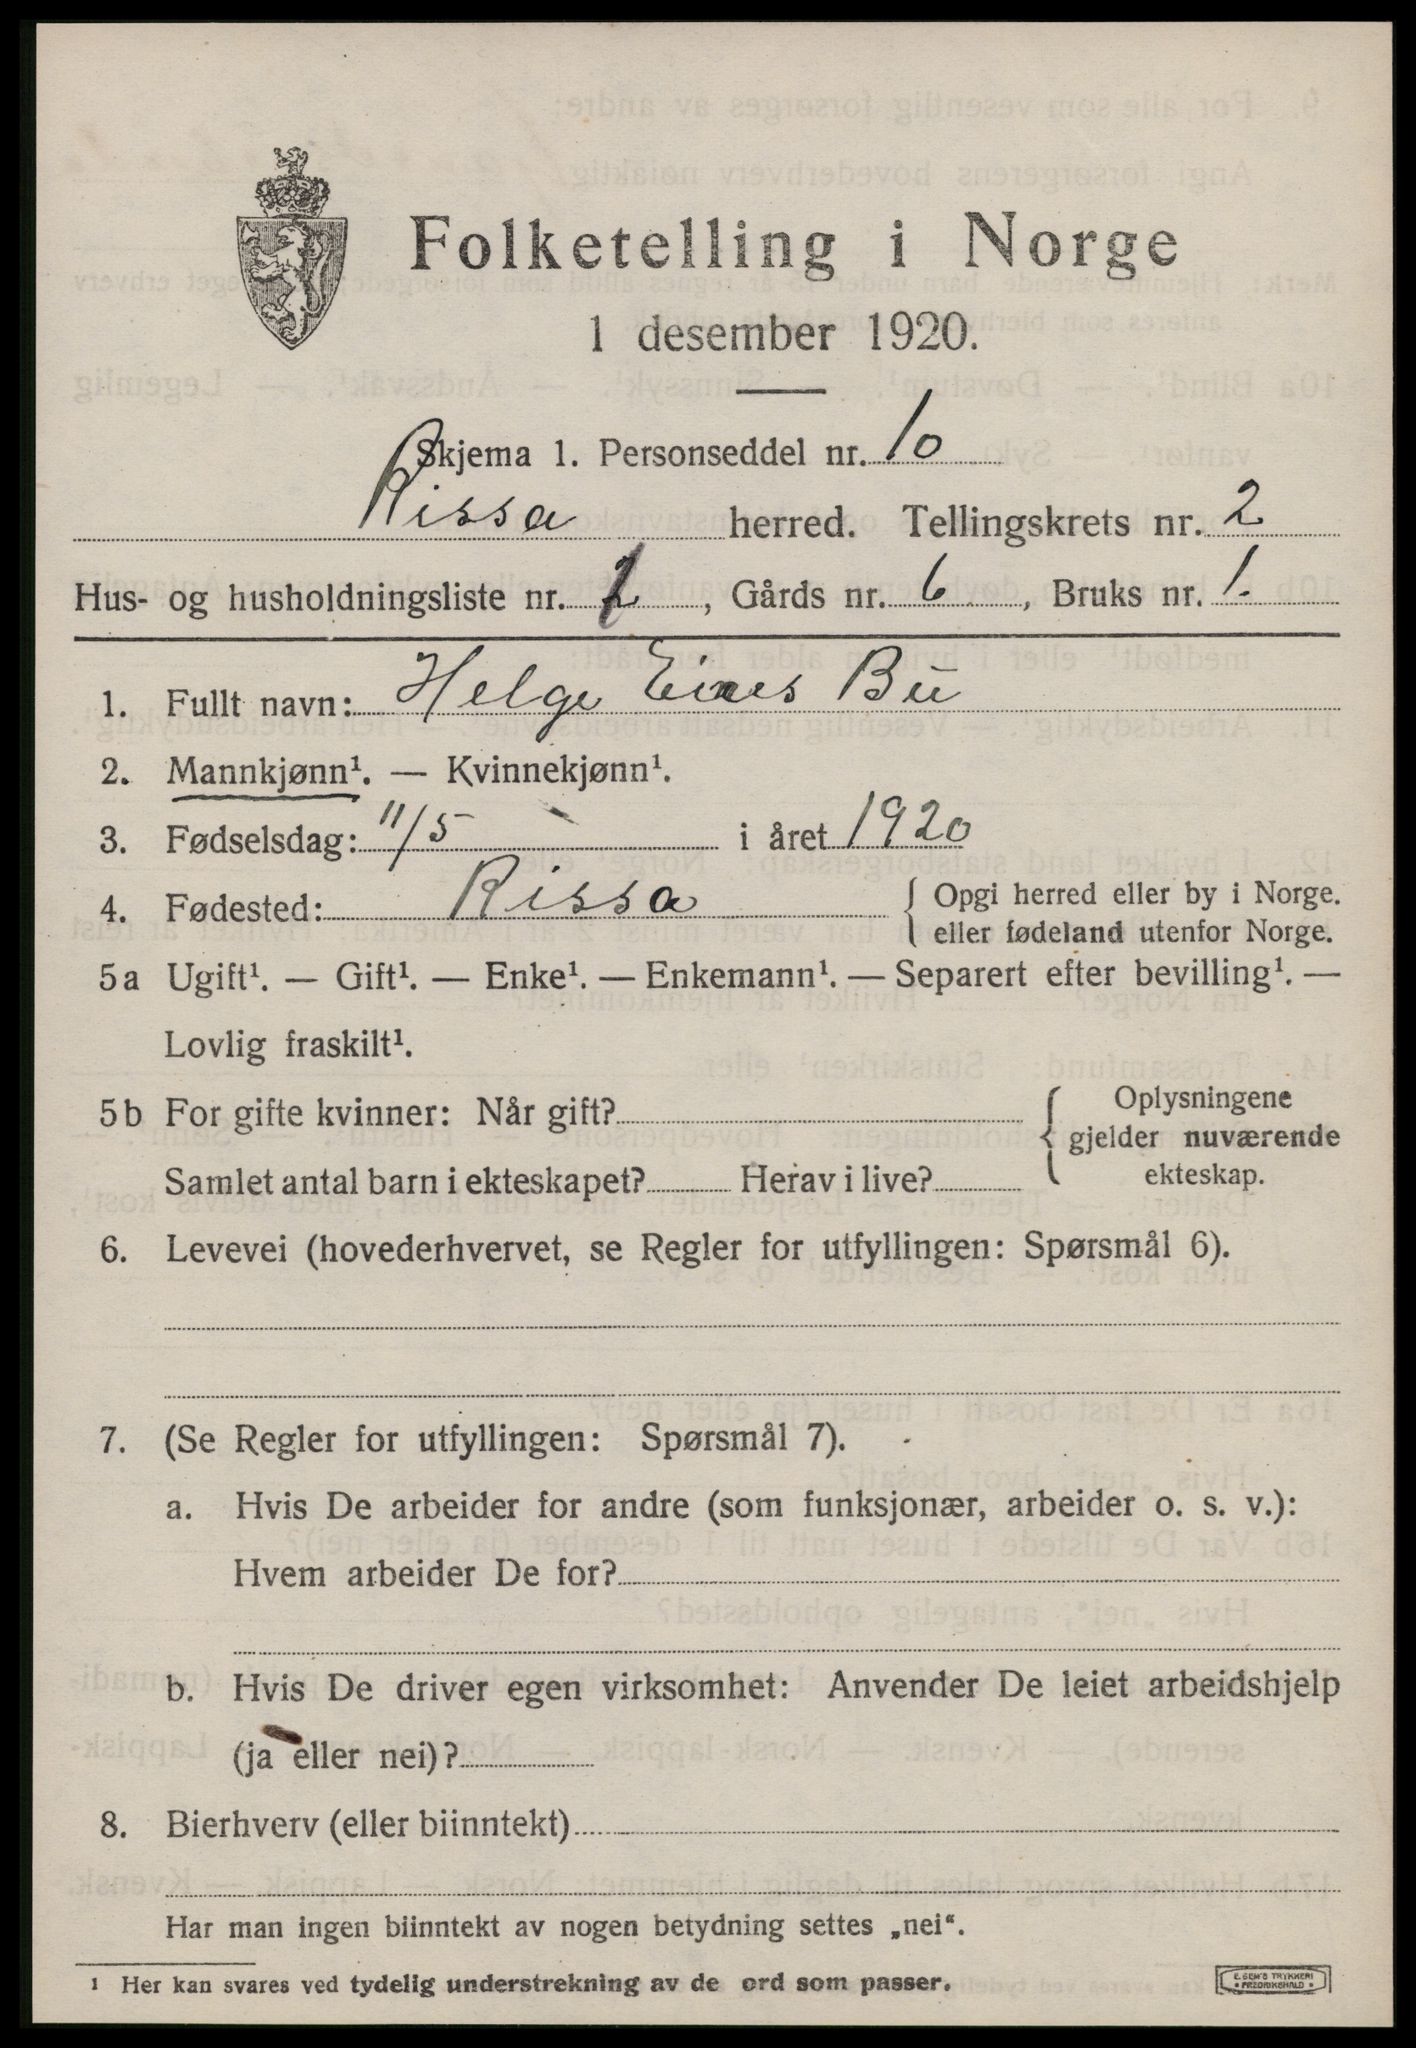 Folketelling i Norge
1 desember 1920.
Skjema 1. Personseddel nr. 10
Rissa herred. Tellingskrets nr. 2
Hus- og husholdningsliste nr. , Gårds nr. 6 , Bruks nr. 1.
1. Fullt navn: Helge Bu
2. Mannkjønn¹. — Kvinnekjønn¹.
3. Fødselsdag: 11/5 i året 1920
4. Fødested: Rissa { Opgi herred eller by i Norge.
eller fødeland utenfor Norge.
5a Ugift¹. — Gift¹. — Enke¹. — Enkemann¹. — Separert efter bevilling¹. —
Lovlig fraskilt¹.
5b For gifte kvinner: Når gift? { Oplysningene
gjelder nuværende
Samlet antal barn i ekteskapet? Herav i live? ekteskap.
6. Levevei (hovederhvervet, se Regler for utfyllingen: Spørsmål 6).
7. (Se Regler for utfyllingen: Spørsmål 7).
a. Hvis De arbeider for andre (som funksjonær, arbeider o. s. v.):
Hvem arbeider De for?
b. Hvis De driver egen virksomhet: Anvender De leiet arbeidshjelp
(ja eller nei)?
8. Bierhverv (eller biinntekt)
Har man ingen biinntekt av nogen betydning settes „nei“.
¹ Her kan svares ved tydelig understrekning av de ord som passer.
E. SEM'S TRYKKERI
• FREDRIKSHALD •